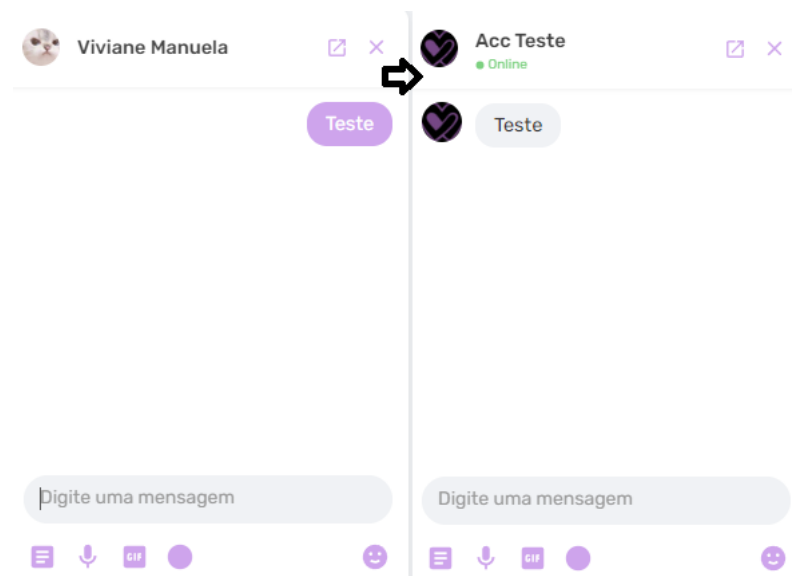 Viviane Manuela
Teste
Digite uma mensagem
GIF
Acc Teste
Online
Teste
Digite uma mensagem
GIF